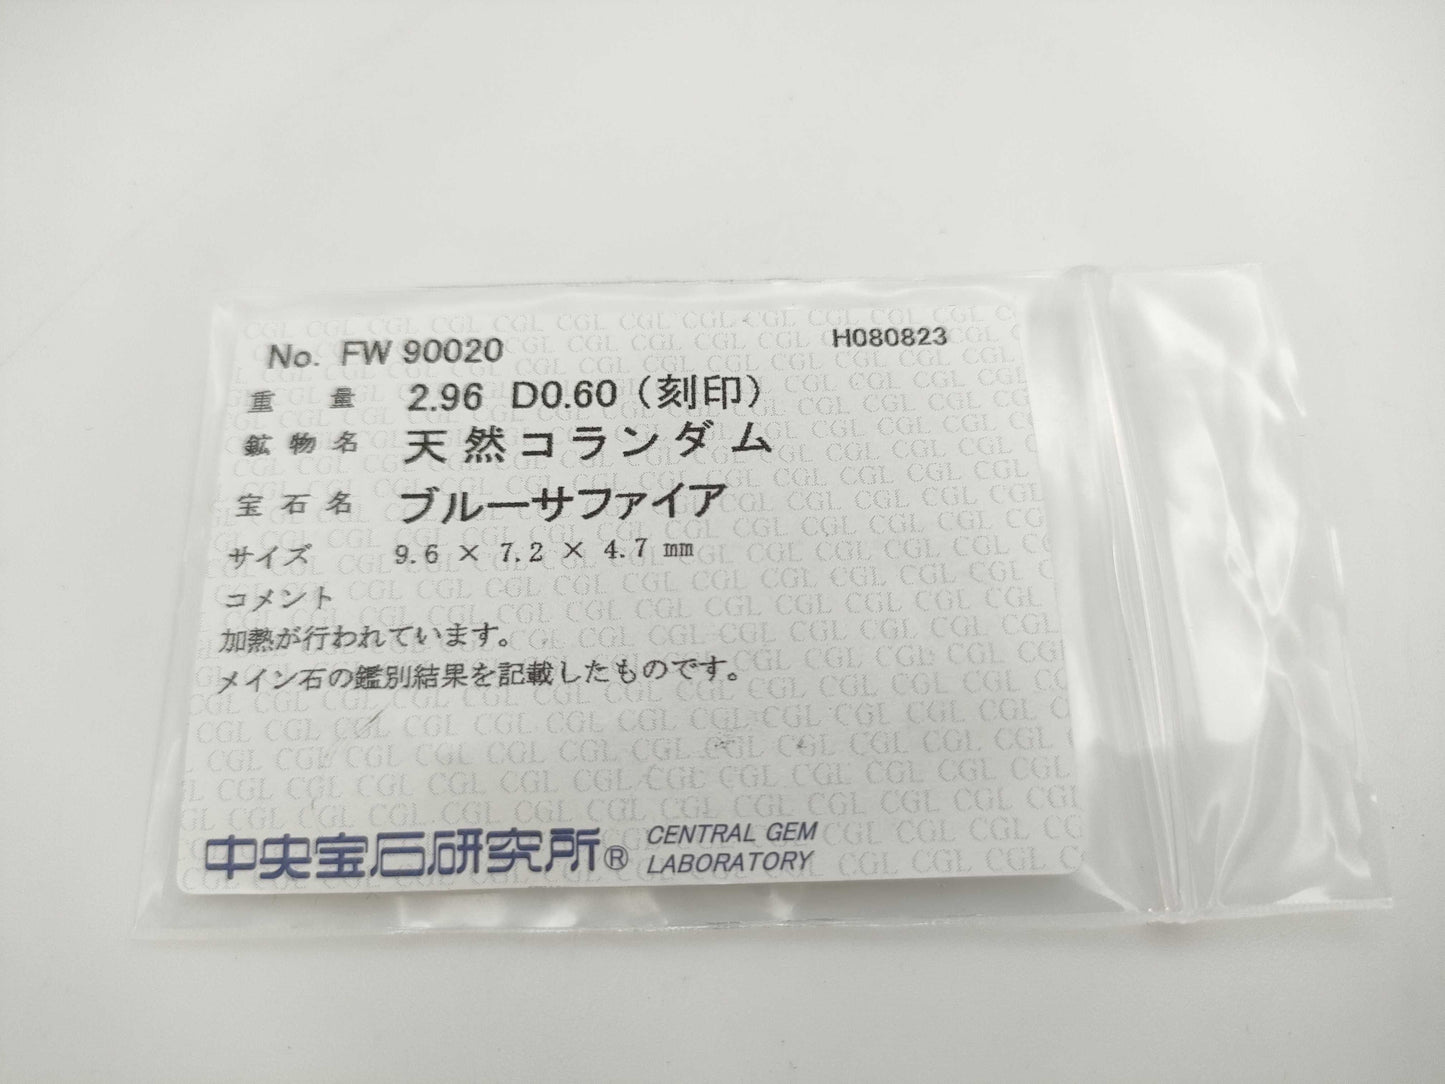 No. FW 90020 H080823
重量 2.96 D0.60（刻印）
鉱物名 天然コランダム
宝石名 ブルーサファイア
サイズ 9.6 × 7.2 × 4.7 mm
コメント
加熱が行われています。
メイン石の鑑別結果を記載したものです。
中央宝石研究所® CENTRAL GEM
LABORATORY